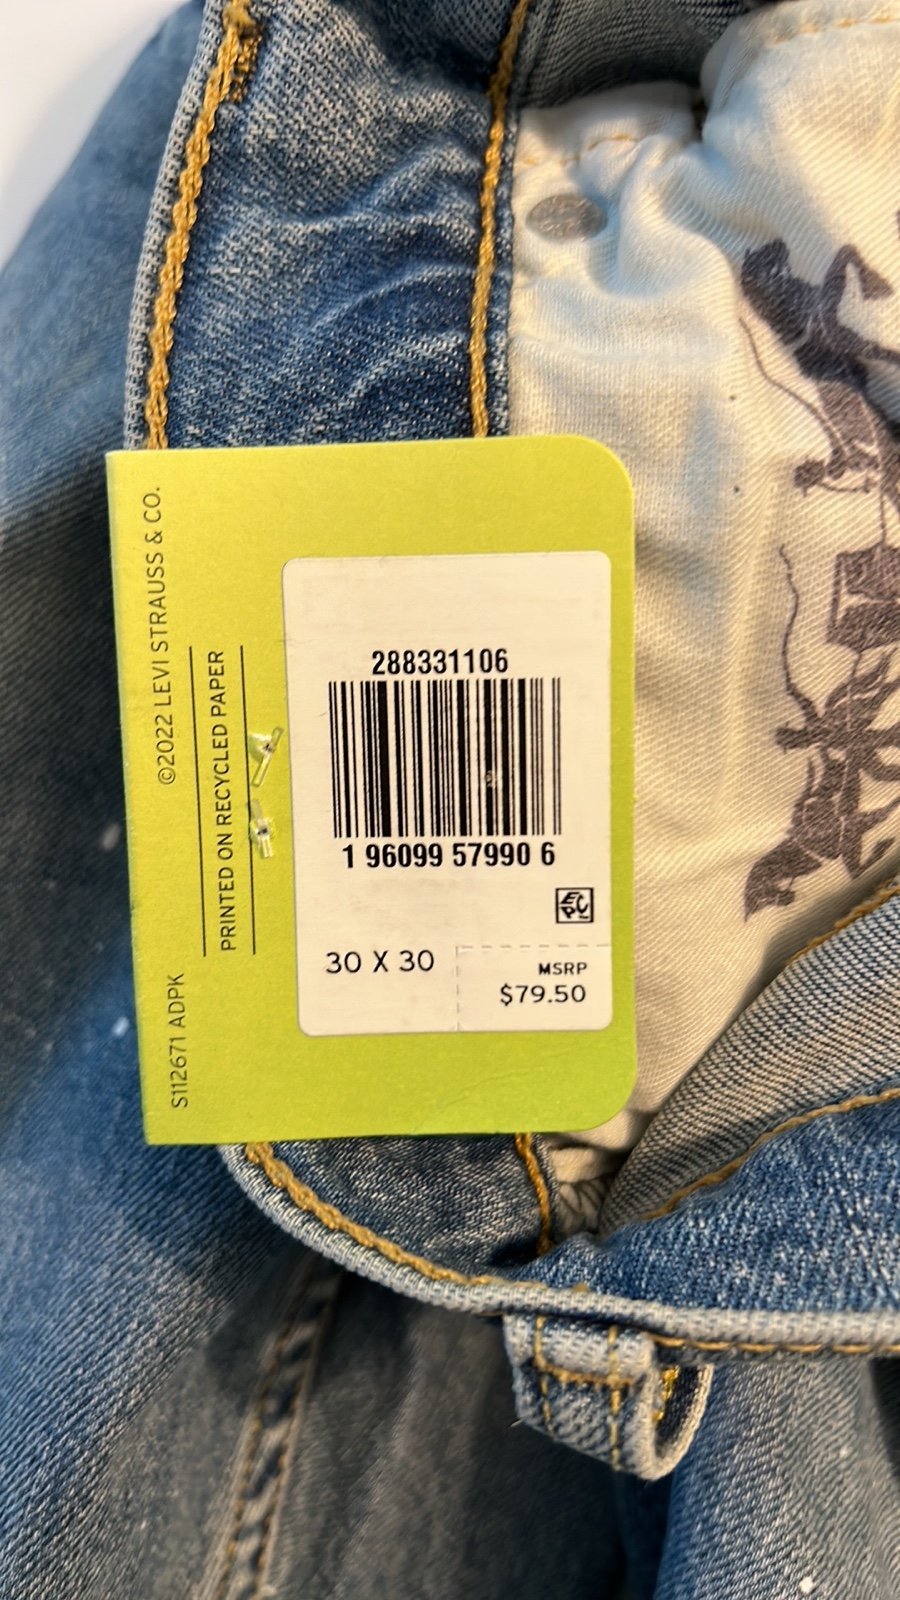 ©2022 LEVI STRAUSS & CO.
PRINTED ON RECYCLED PAPER
S112671 ADPK
288331106
1 96099 57990 6
EPC
30 X 30
MSRP
$79.50